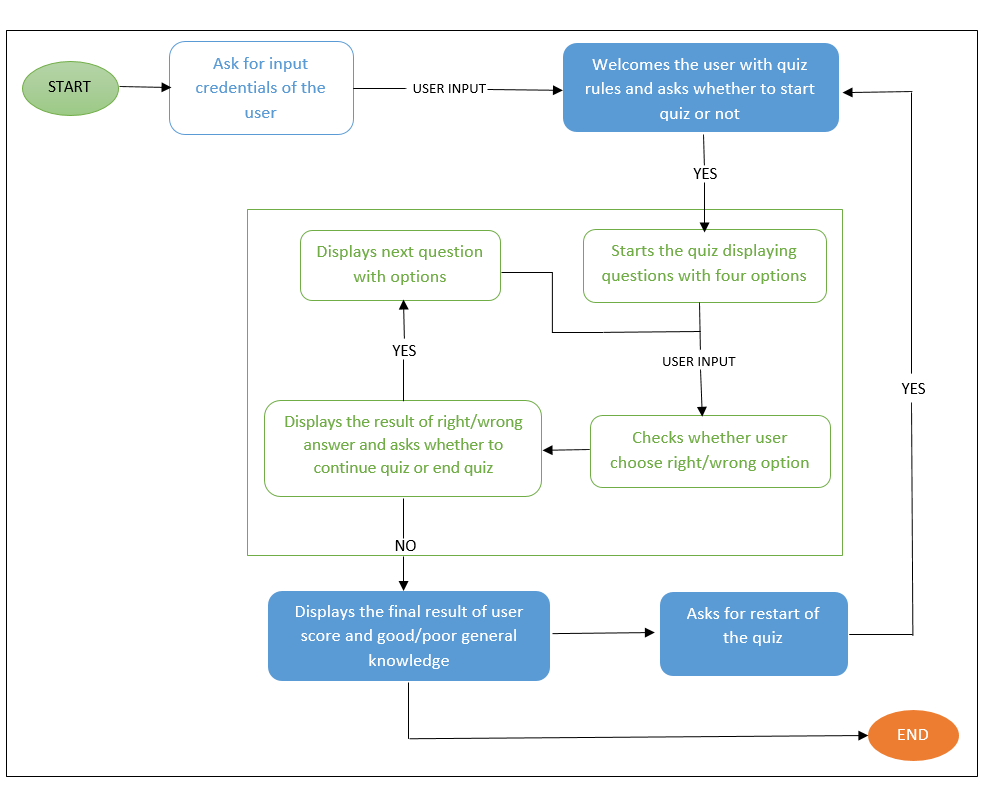 START
Ask for input
credentials of the
user
USER INPUT
Welcomes the user with quiz
rules and asks whether to start
quiz or not
YES
Displays next question
with options
Starts the quiz displaying
questions with four options
YES
USER INPUT
YES
Displays the result of right/wrong
answer and asks whether to
continue quiz or end quiz
Checks whether user
choose right/wrong option
NO
Displays the final result of user
score and good/poor general
knowledge
Asks for restart of
the quiz
END